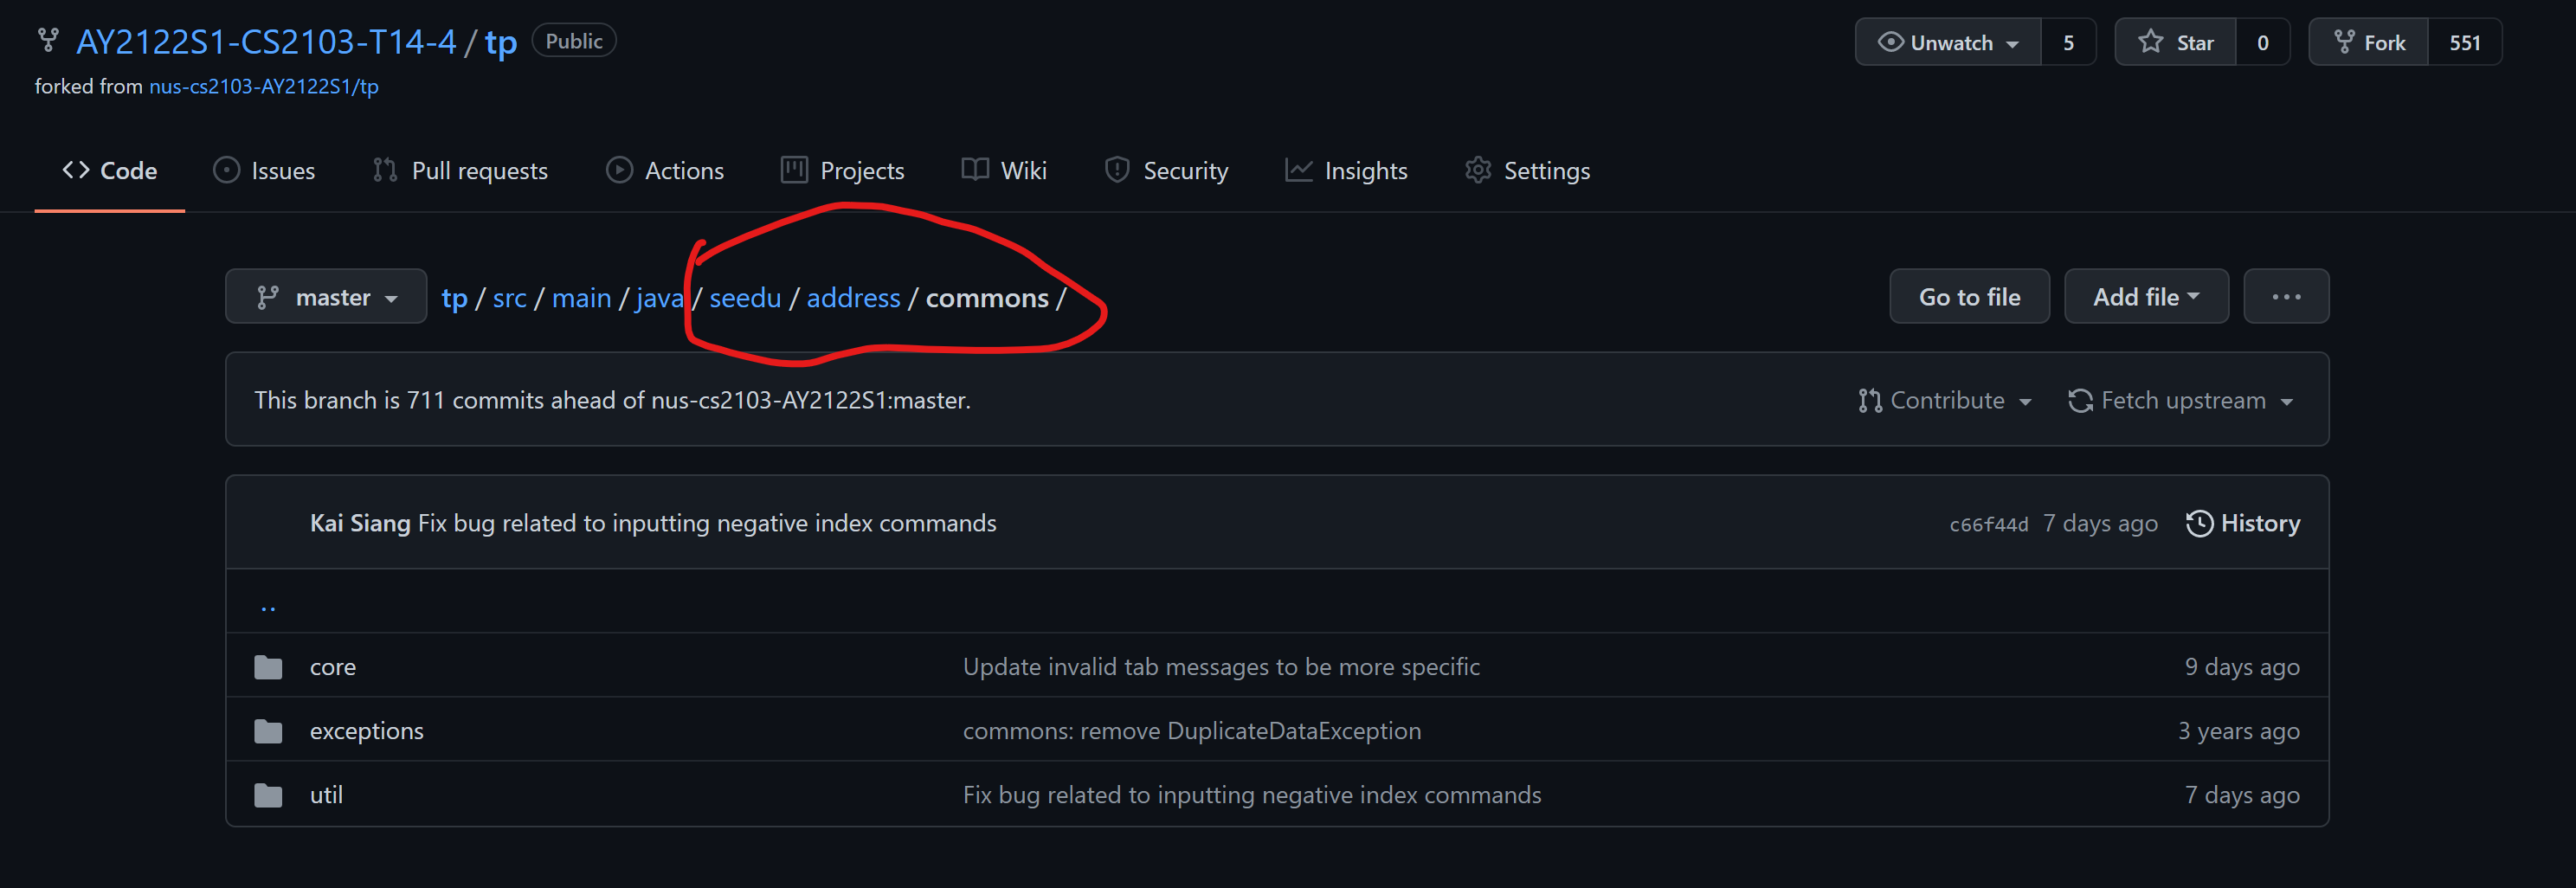 AY2122S1-CS2103-T14-4 / tp Public Unwatch 5 Star 0 Fork 551
forked from nus-cs2103-AY2122S1/tp
Code Issues Pull requests Actions Projects Wiki Security Insights Settings
master tp / src / main / java / seedu / address / commons / Go to file Add file ...
This branch is 711 commits ahead of nus-cs2103-AY2122S1:master. Contribute Fetch upstream
Kai Siang Fix bug related to inputting negative index commands c66f44d 7 days ago History
..
core Update invalid tab messages to be more specific 9 days ago
exceptions commons: remove DuplicateDataException 3 years ago
util Fix bug related to inputting negative index commands 7 days ago